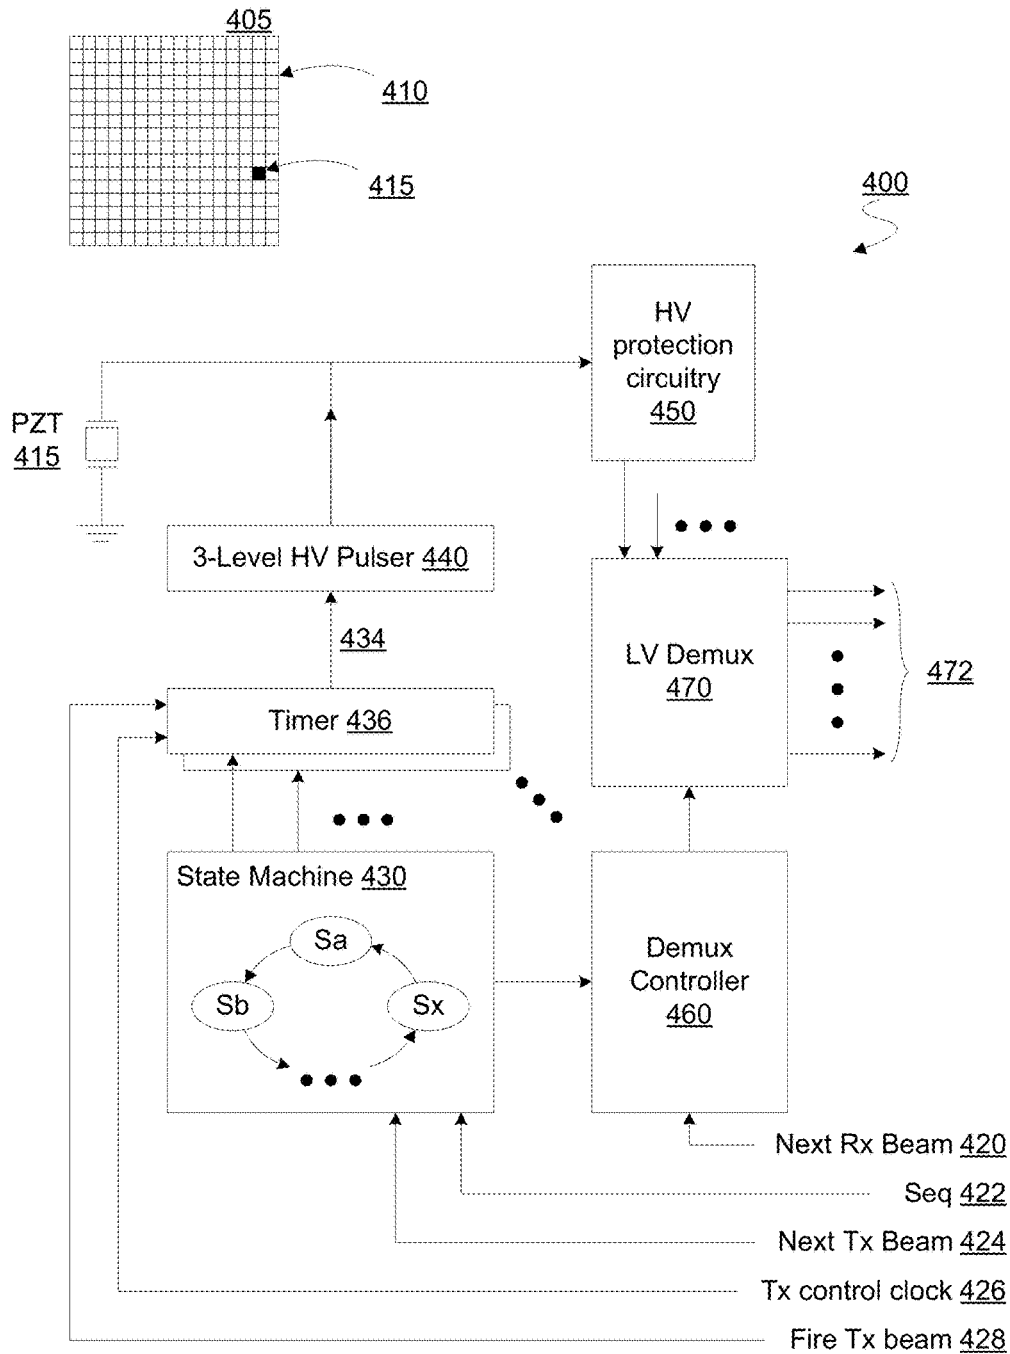 405
410
415
400
HV
protection
circuitry
450
PZT
415
3-Level HV Pulser 440
434
LV Demux
470
472
Timer 436
State Machine 430
Sa
Sb
Sx
Demux
Controller
460
Next Rx Beam 420
Seq 422
Next Tx Beam 424
Tx control clock 426
Fire Tx beam 428